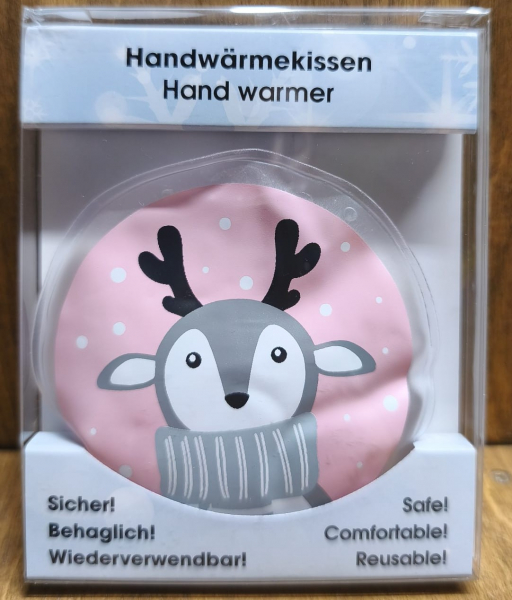 Handwärmekissen
Hand warmer
Sicher!
Behaglich!
Wiederverwendbar!
Safe!
Comfortable!
Reusable!